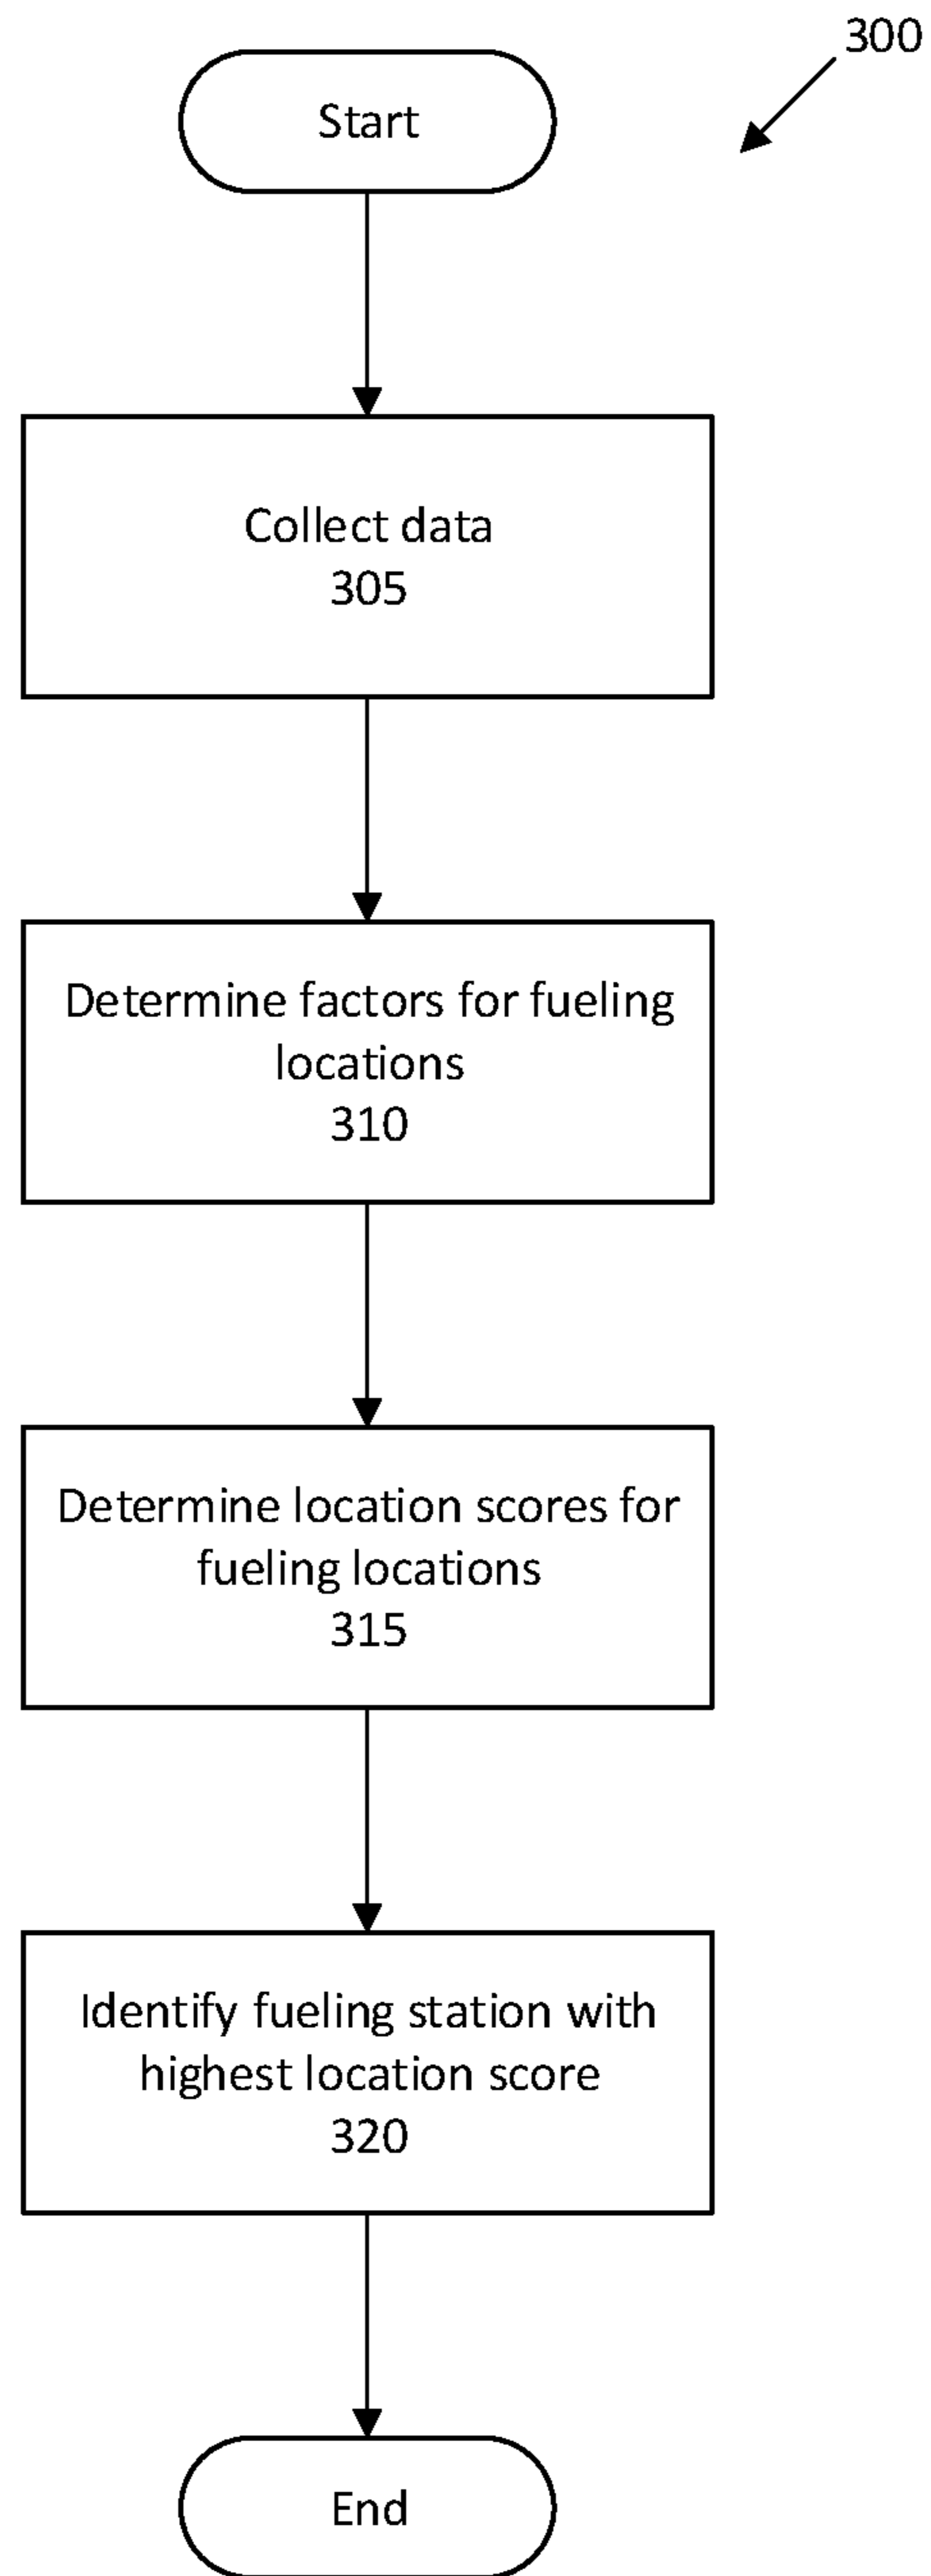 300
Start
Collect data
305
Determine factors for fueling
locations
310
Determine location scores for
fueling locations
315
Identify fueling station with
highest location score
320
End